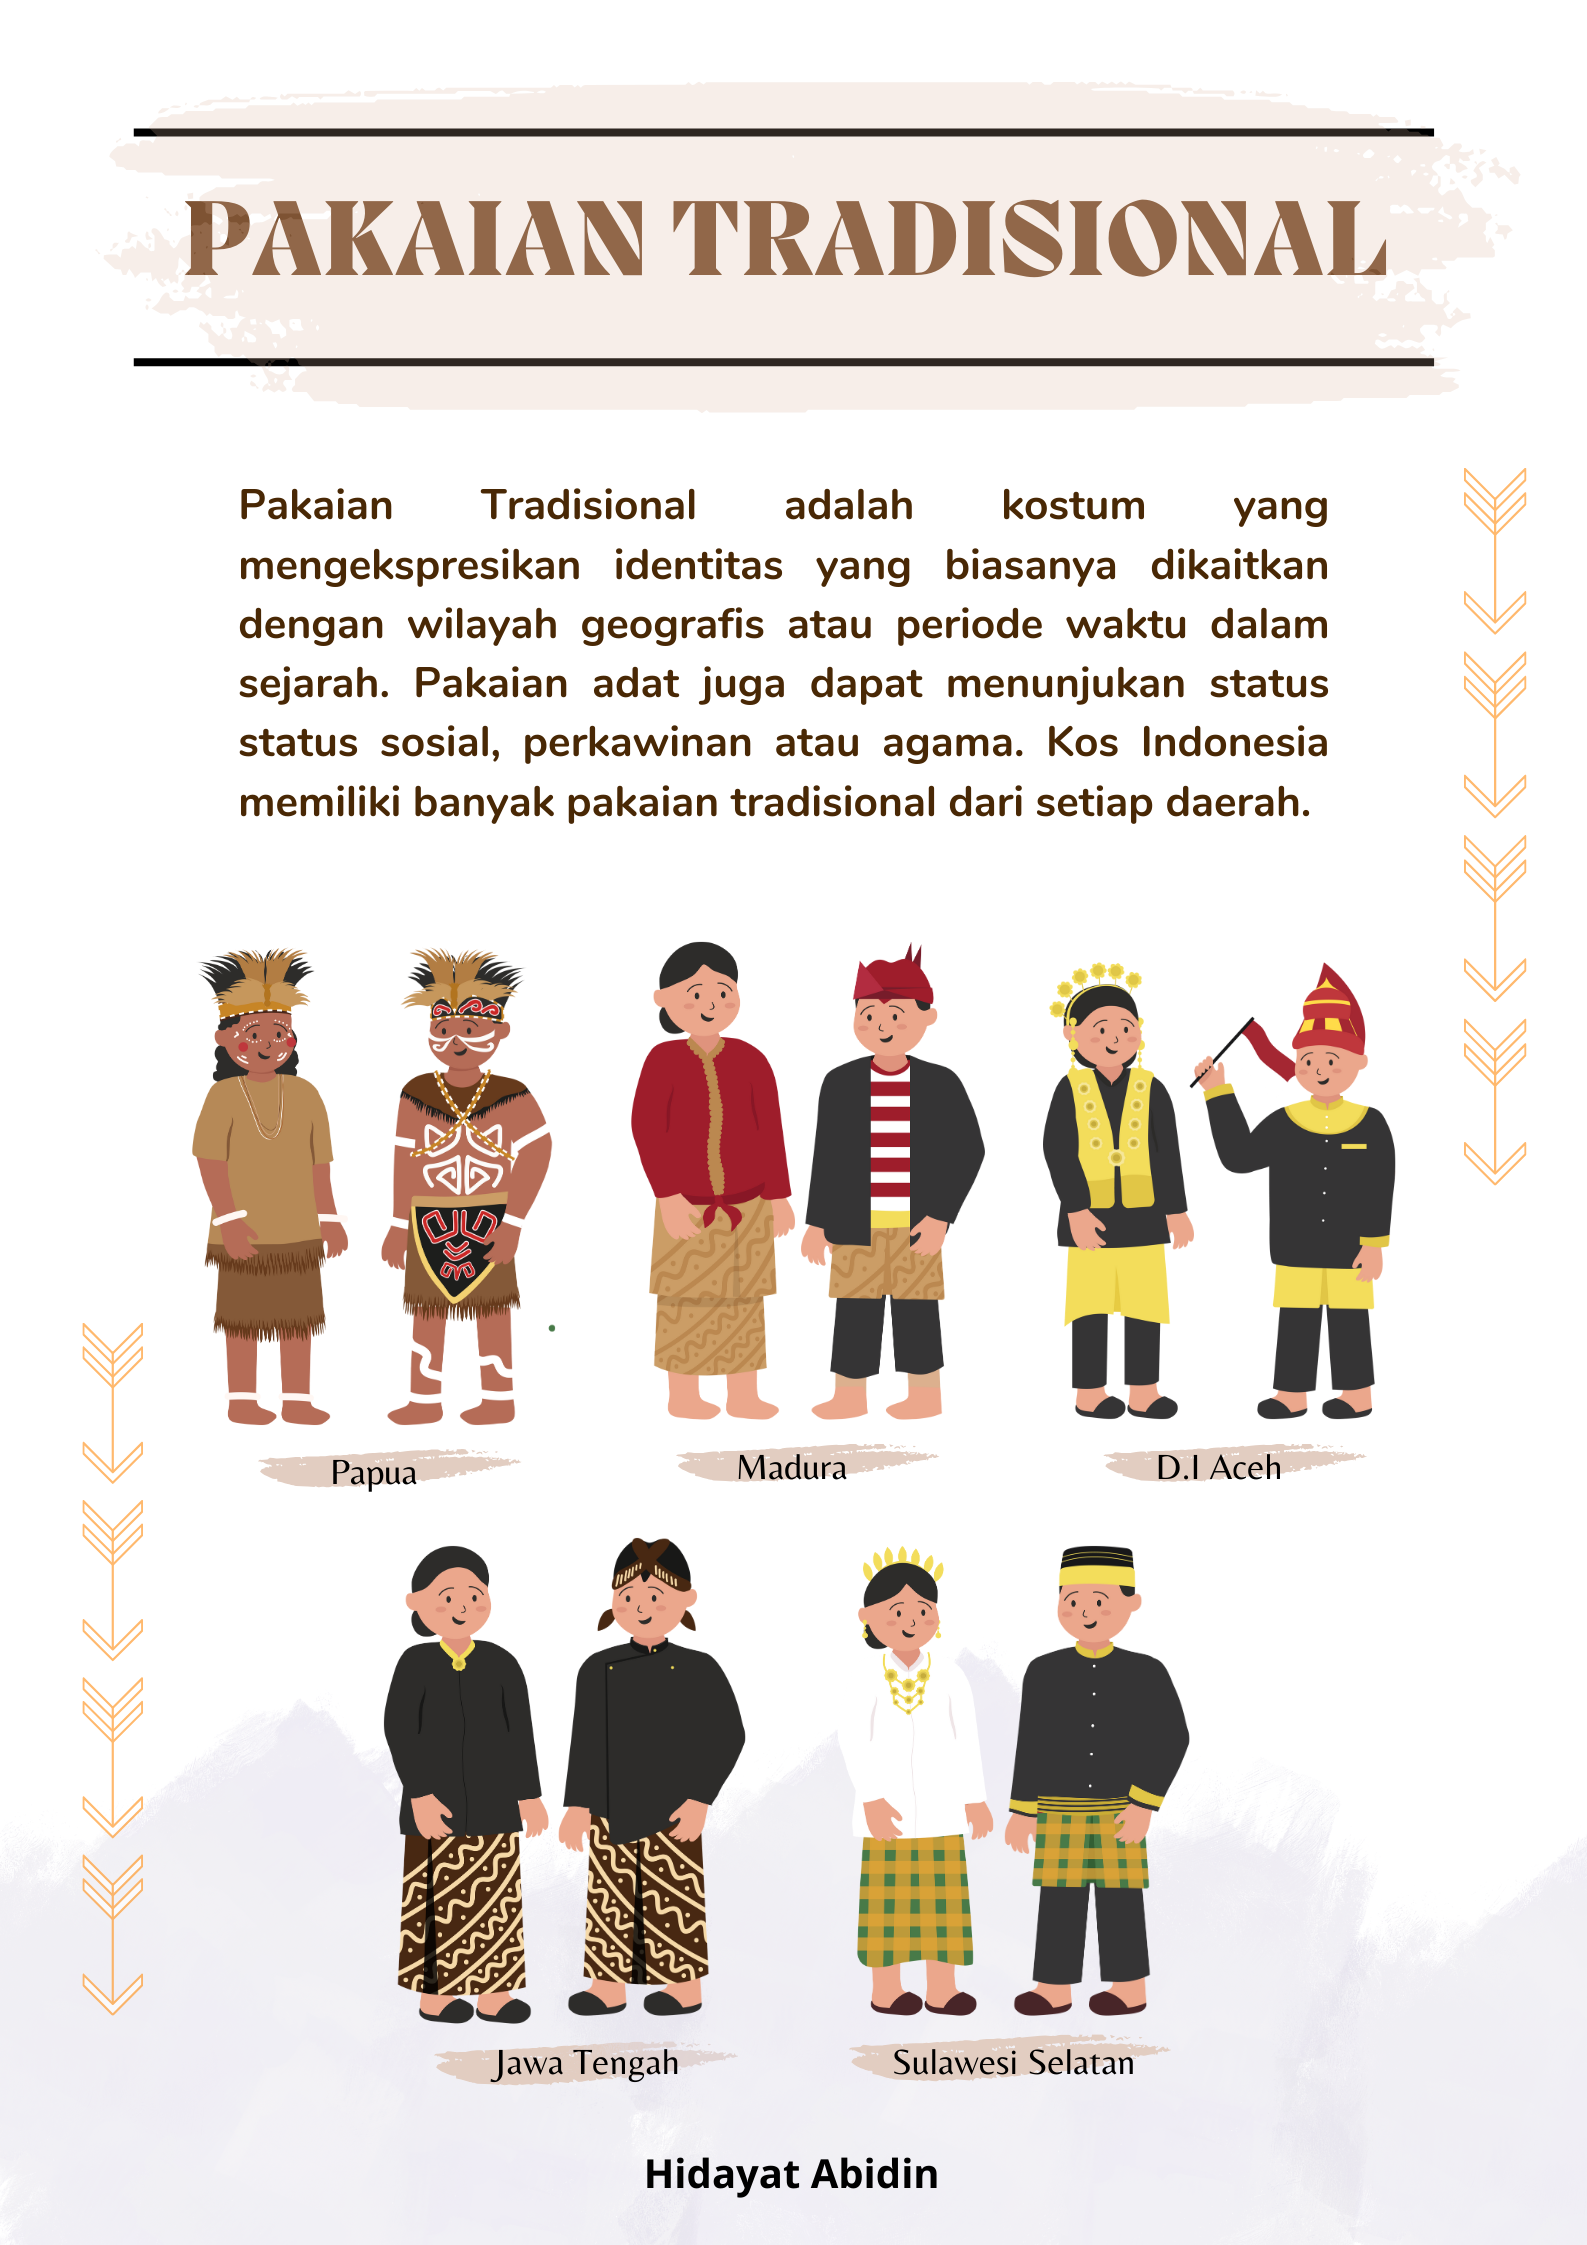 PAKAIAN TRADISIONAL
Pakaian Tradisional adalah kostum yang
mengekspresikan identitas yang biasanya dikaitkan
dengan wilayah geografis atau periode waktu dalam
sejarah. Pakaian adat juga dapat menunjukan status
status sosial, perkawinan atau agama. Kos Indonesia
memiliki banyak pakaian tradisional dari setiap daerah.
Papua
Madura
D.I Aceh
Jawa Tengah
Sulawesi Selatan
Hidayat Abidin